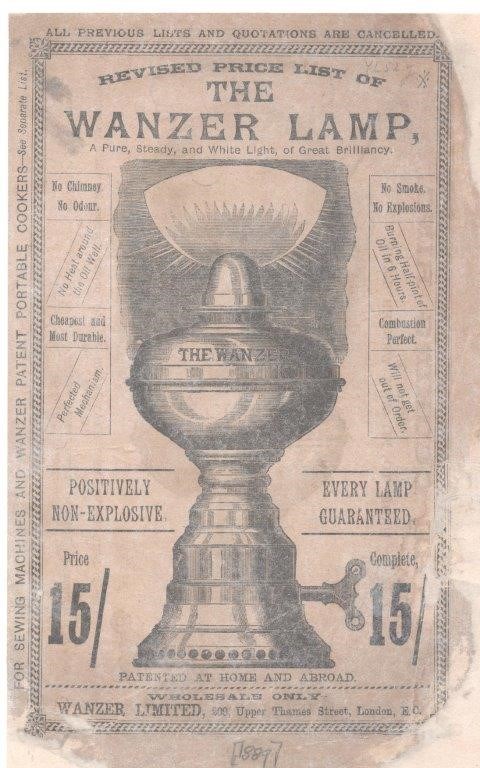 ALL PREVIOUS LISTS AND QUOTATIONS ARE CANCELLED.
REVISED PRICE LIST OF
THE
WANZER LAMP,
A Pure, Steady, and White Light, of Great Brilliancy.
No Chimney
No Odour.
No Heat around
the Oil Well.
Cheapest and
Most Durable.
Perfected
Mechanism.
No Smoke.
No Explosions.
Burning Half-pint of
Oil in 6 Hours.
Combustion
Perfect.
Will not get
out of Order.
THE WANZER
POSITIVELY
NON-EXPLOSIVE.
EVERY LAMP
GUARANTEED.
Price
15/
Complete,
15/
PATENTED AT HOME AND ABROAD.
WHOLESALE ONLY
WANZER LIMITED, Upper Thames Street, London, E.C.
FOR SEWING MACHINES AND WANZER PATENT PORTABLE COOKERS—See Separate List.
[1889]